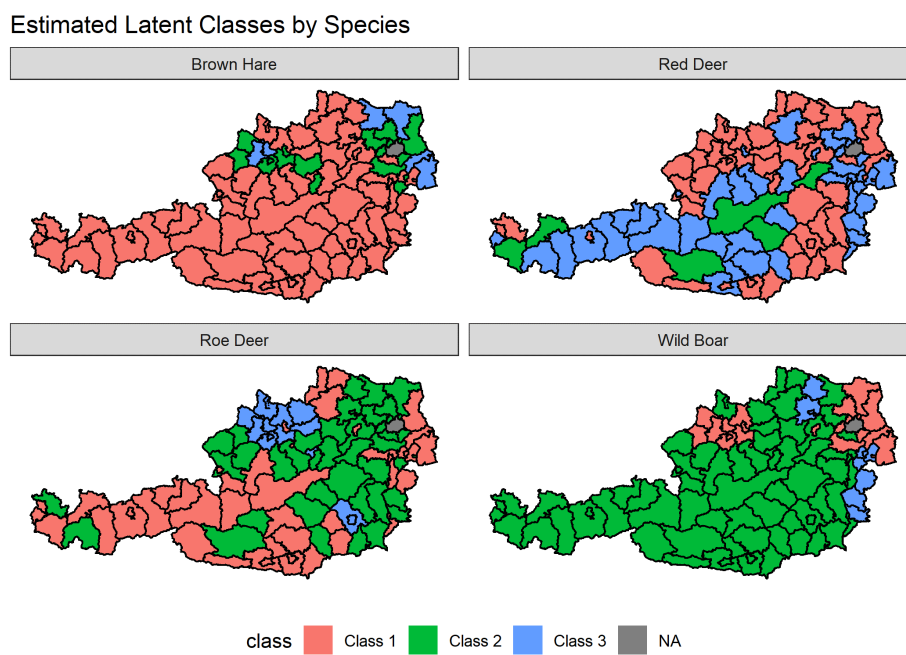 Estimated Latent Classes by Species
Brown Hare
Red Deer
Roe Deer
Wild Boar
class Class 1 Class 2 Class 3 NA